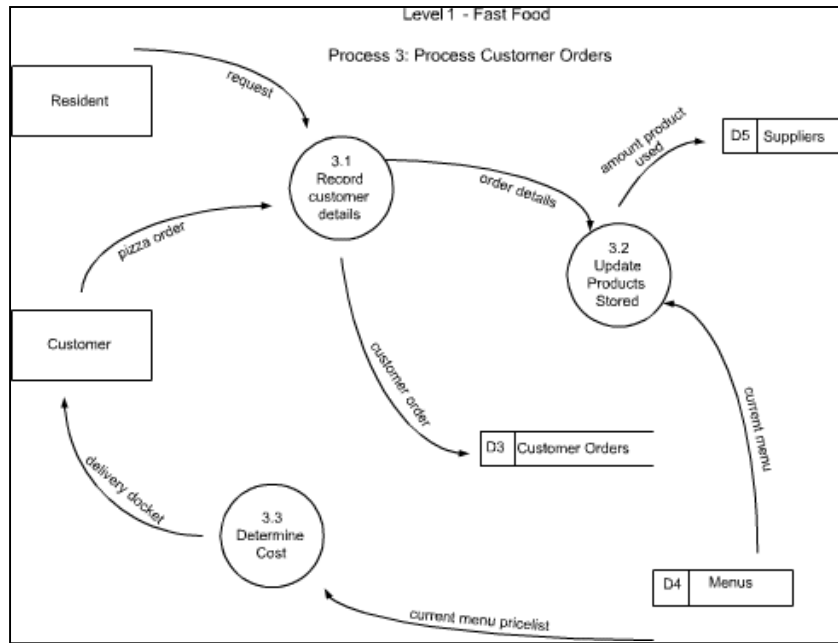 Level 1 - Fast Food
Process 3: Process Customer Orders
Resident
request
3.1
Record
customer
details
order details
amount product
used
D5 Suppliers
pizza order
3.2
Update
Products
Stored
Customer
customer order
current menu
D3 Customer Orders
delivery docket
3.3
Determine
Cost
D4 Menus
current menu pricelist